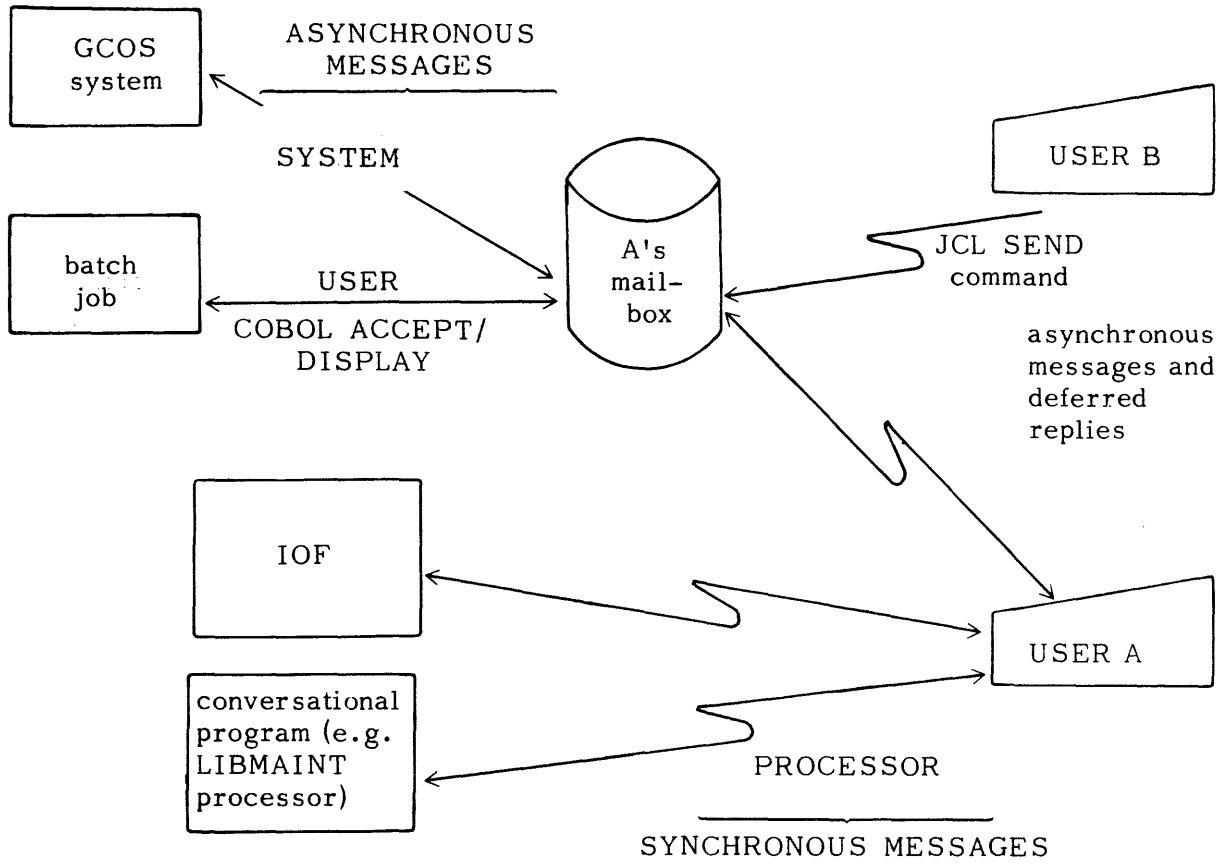 GCOS
system
ASYNCHRONOUS
MESSAGES
SYSTEM
USER B
batch
job
USER
COBOL ACCEPT/
DISPLAY
A's
mail-
box
JCL SEND
command
asynchronous
messages and
deferred
replies
IOF
USER A
conversational
program (e.g.
LIBMAINT
processor)
PROCESSOR
SYNCHRONOUS MESSAGES